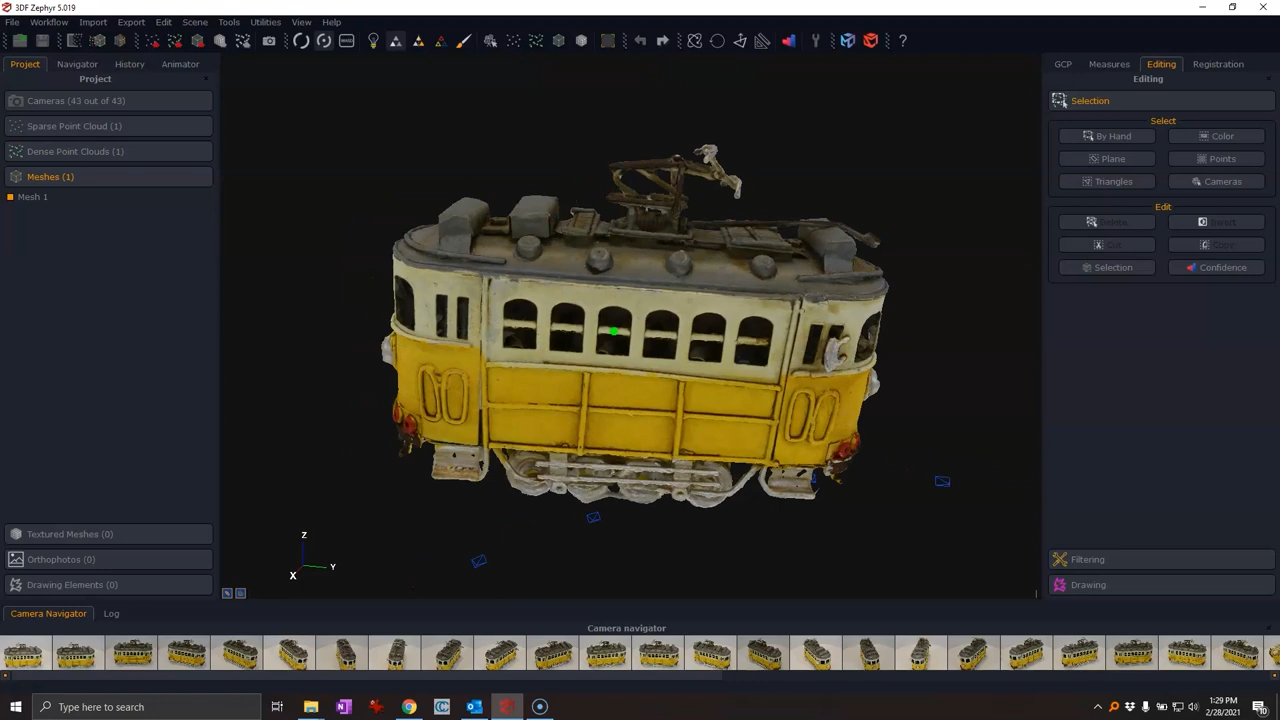 3DF Zephyr 5.019
File Workflow Import Export Edit Scene Tools Utilities View Help
Project Navigator History Animator
Project
Cameras (43 out of 43)
Sparse Point Cloud (1)
Dense Point Clouds (1)
Meshes (1)
Mesh 1
Textured Meshes (0)
Orthophotos (0)
Drawing Elements (0)
Z
Y
X
GCP Measures Editing Registration
Editing
Selection
Select
By Hand Color
Plane Points
Triangles Cameras
Edit
Delete Invert
Cut Copy
Selection Confidence
Filtering
Drawing
Camera Navigator Log
Camera navigator
Type here to search
1:29 PM
2/28/2021